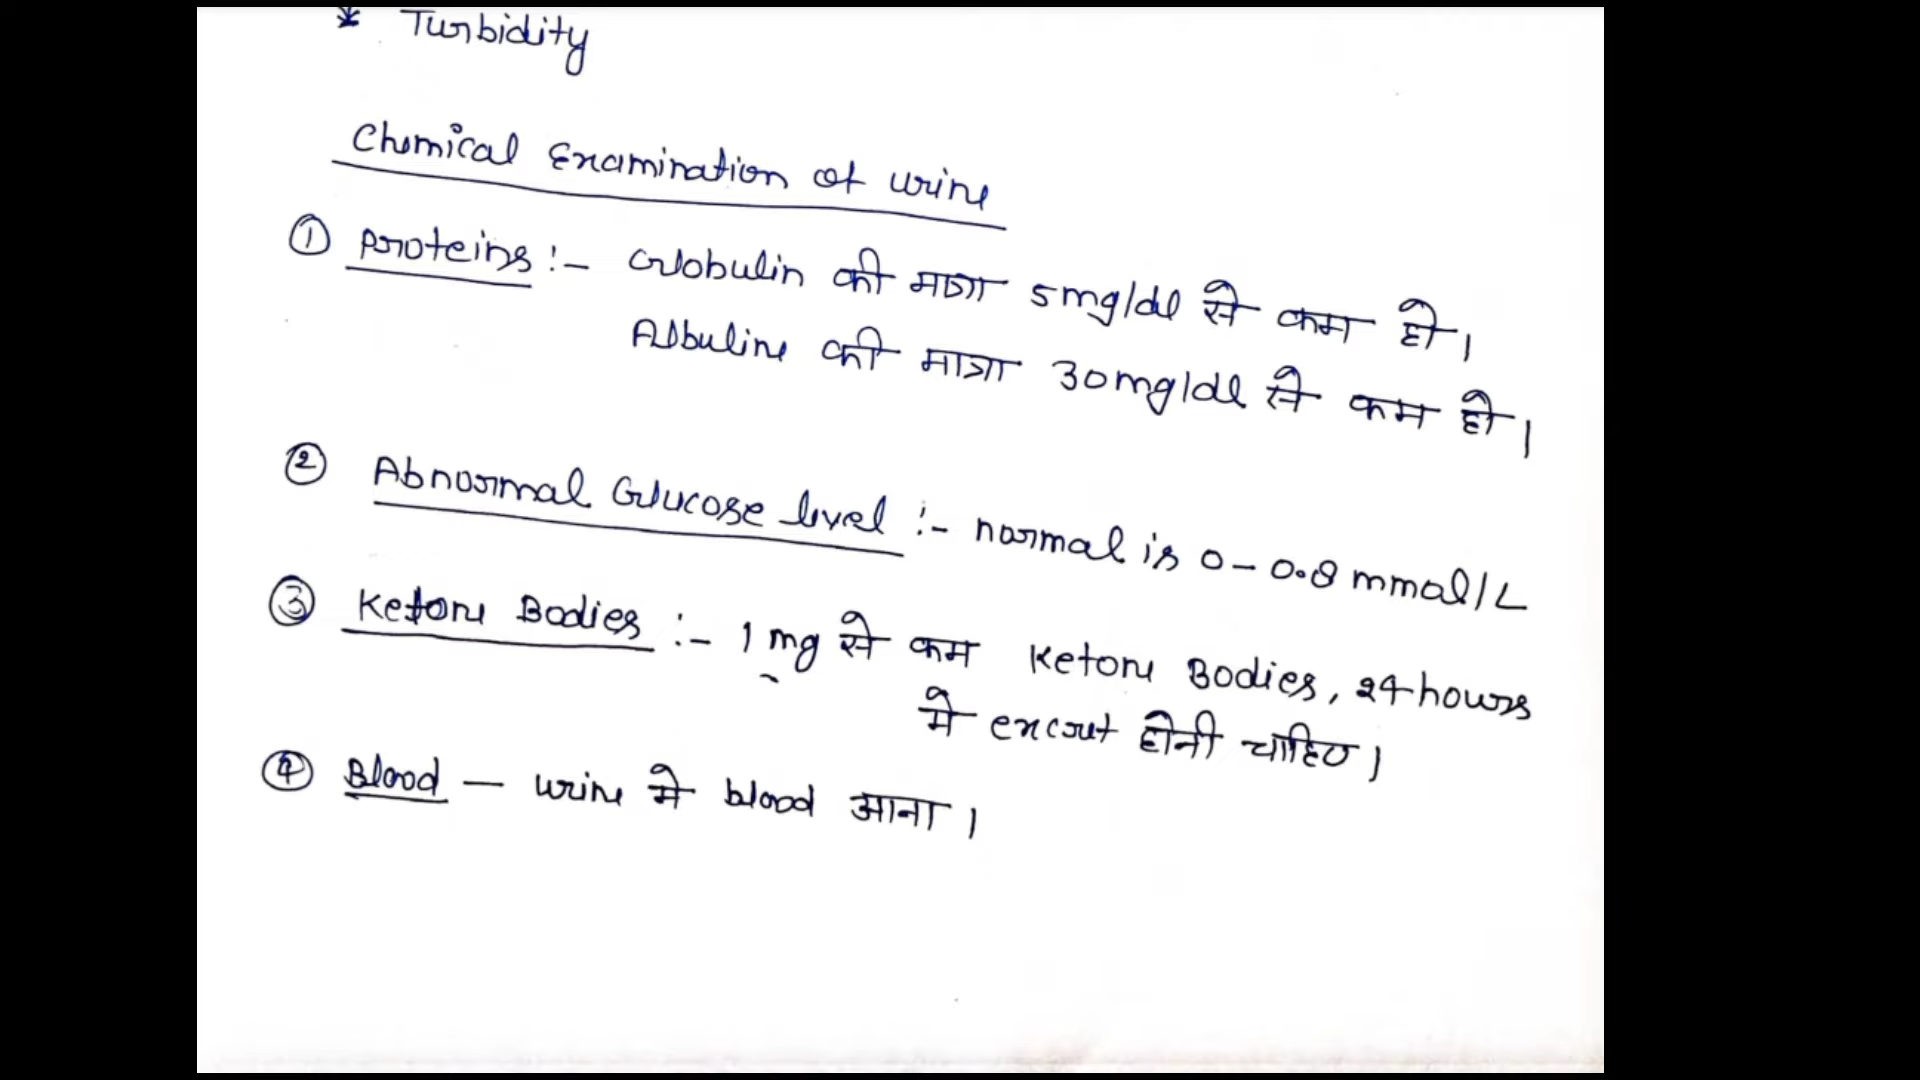 * Turbidity
Chemical Examination of urine
① Proteins :- Globulin की मात्रा 5mg/dl से कम हो।
Albuline की मात्रा 30mg/dl से कम हो।
② Abnormal Glucose level :- normal is 0-0.8 mmol/L
③ Ketone Bodies :- 1 mg से कम Ketone Bodies, 24 hours
मे excret होनी चाहिए।
④ Blood — urine मे blood आना।